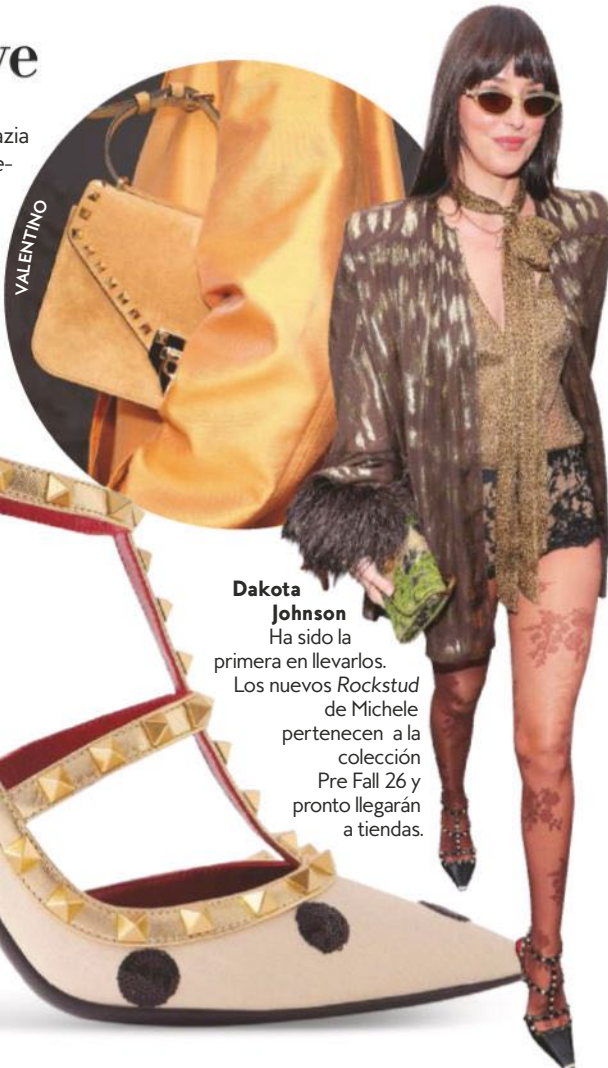 ve
azia
e-
VALENTINO
Dakota
Johnson
Ha sido la
primera en llevarlos.
Los nuevos Rockstud
de Michele
pertenecen a la
colección
Pre Fall 26 y
pronto llegarán
a tiendas.